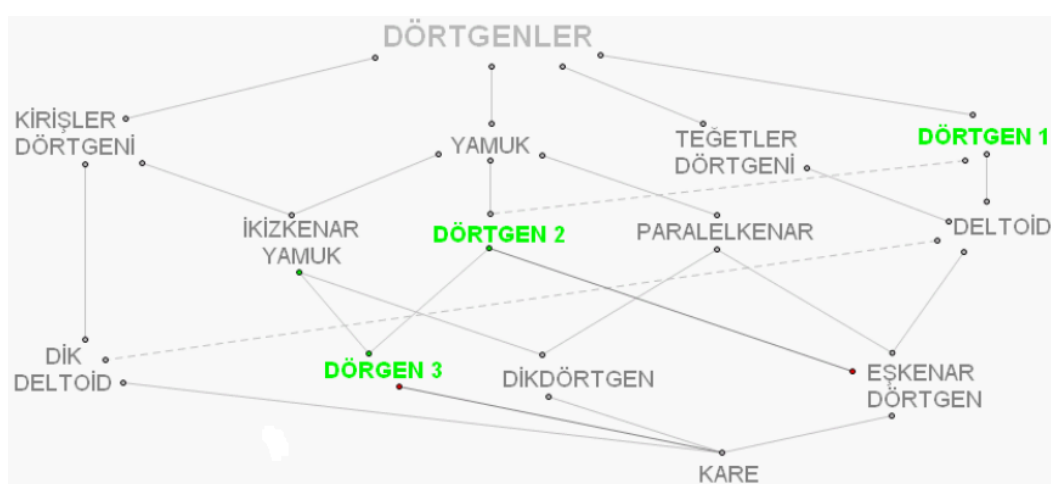 DÖRTGENLER
KİRİŞLER
DÖRTGENİ
YAMUK
TEĞETLER
DÖRTGENİ
DÖRTGEN 1
İKİZKENAR
YAMUK
DÖRTGEN 2
PARALELKENAR
DELTOİD
DİK
DELTOİD
DÖRGEN 3
DİKDÖRTGEN
EŞKENAR
DÖRTGEN
KARE